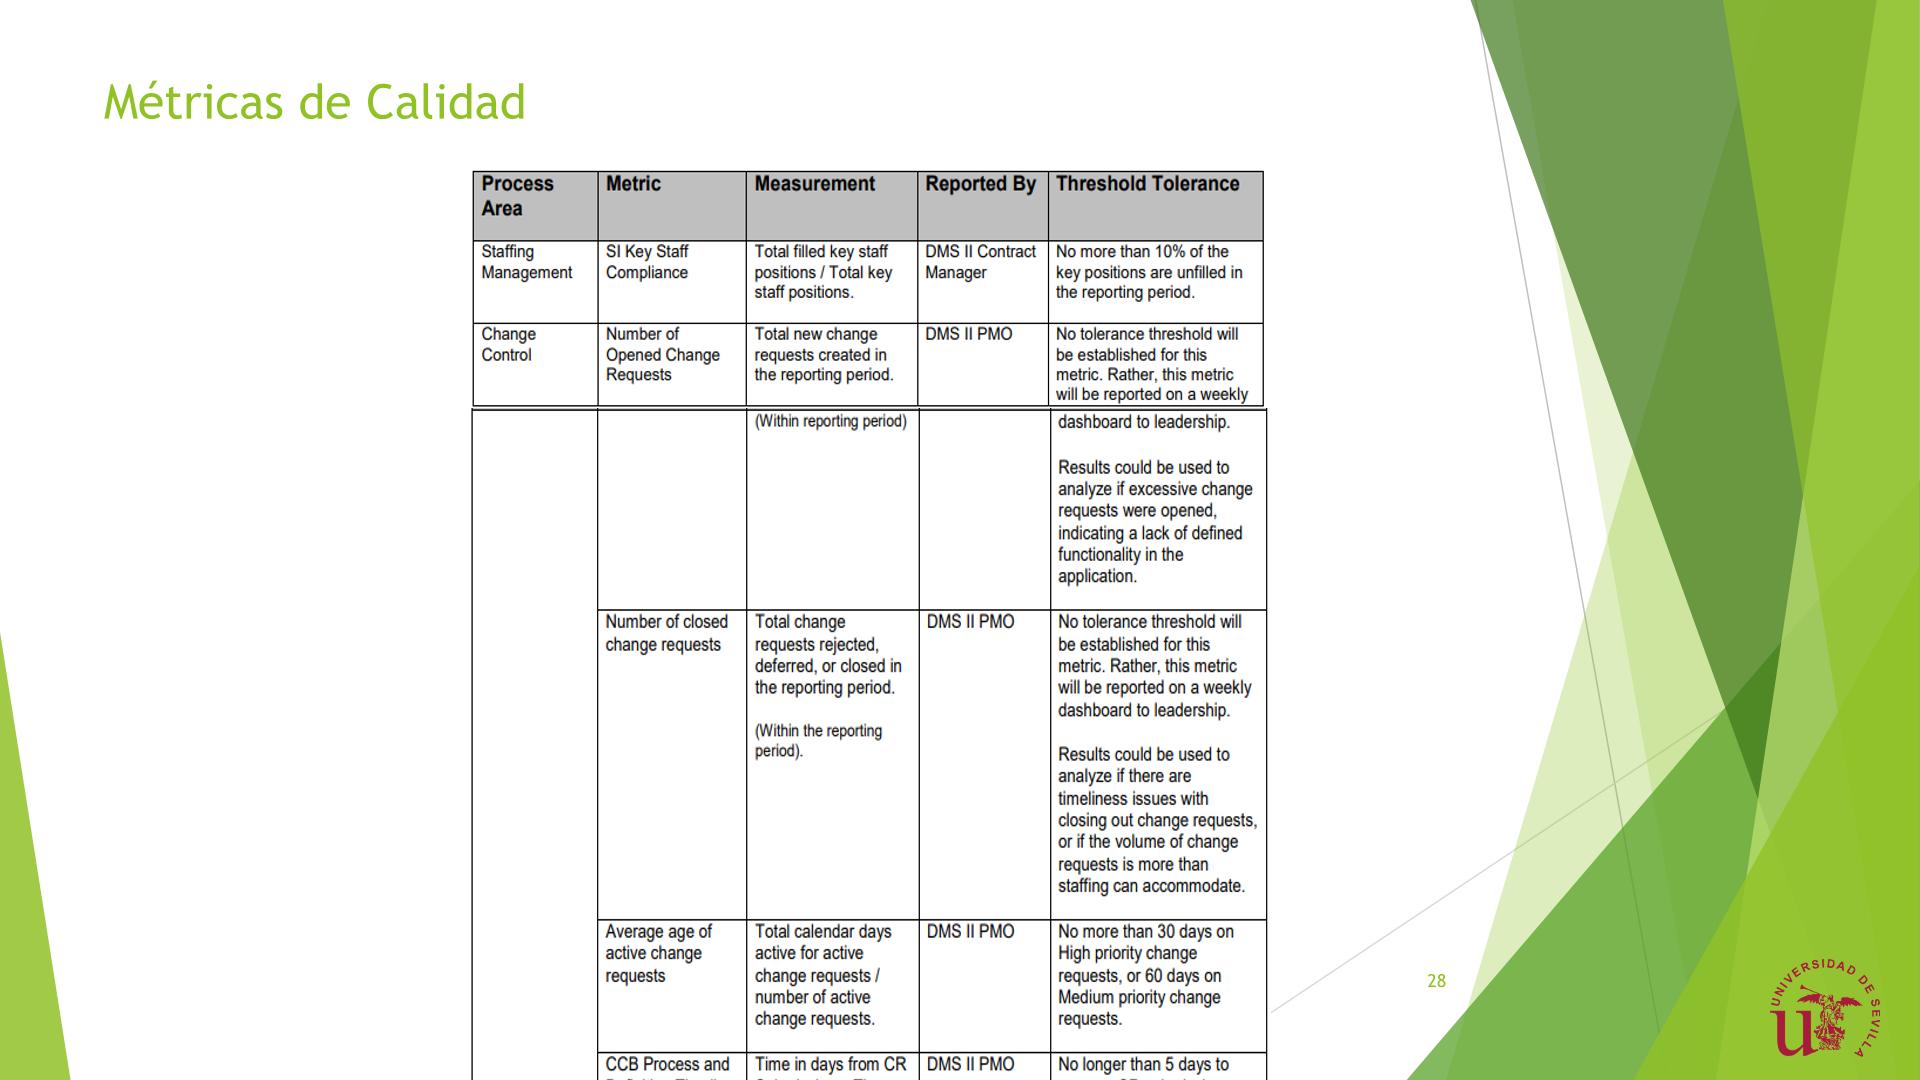 Métricas de Calidad
Process
Area
Metric
Measurement
Reported By
Threshold Tolerance
Staffing
Management
SI Key Staff
Compliance
Total filled key staff
positions / Total key
staff positions.
DMS II Contract
Manager
No more than 10% of the
key positions are unfilled in
the reporting period.
Change
Control
Number of
Opened Change
Requests
Total new change
requests created in
the reporting period.
(Within reporting period)
DMS II PMO
No tolerance threshold will
be established for this
metric. Rather, this metric
will be reported on a weekly
dashboard to leadership.
Results could be used to
analyze if excessive change
requests were opened,
indicating a lack of defined
functionality in the
application.
Number of closed
change requests
Total change
requests rejected,
deferred, or closed in
the reporting period.
(Within the reporting
period).
DMS II PMO
No tolerance threshold will
be established for this
metric. Rather, this metric
will be reported on a weekly
dashboard to leadership.
Results could be used to
analyze if there are
timeliness issues with
closing out change requests,
or if the volume of change
requests is more than
staffing can accommodate.
Average age of
active change
requests
Total calendar days
active for active
change requests /
number of active
change requests.
DMS II PMO
No more than 30 days on
High priority change
requests, or 60 days on
Medium priority change
requests.
CCB Process and
Time in days from CR
DMS II PMO
No longer than 5 days to
28
UNIVERSIDAD DE SEVILLA